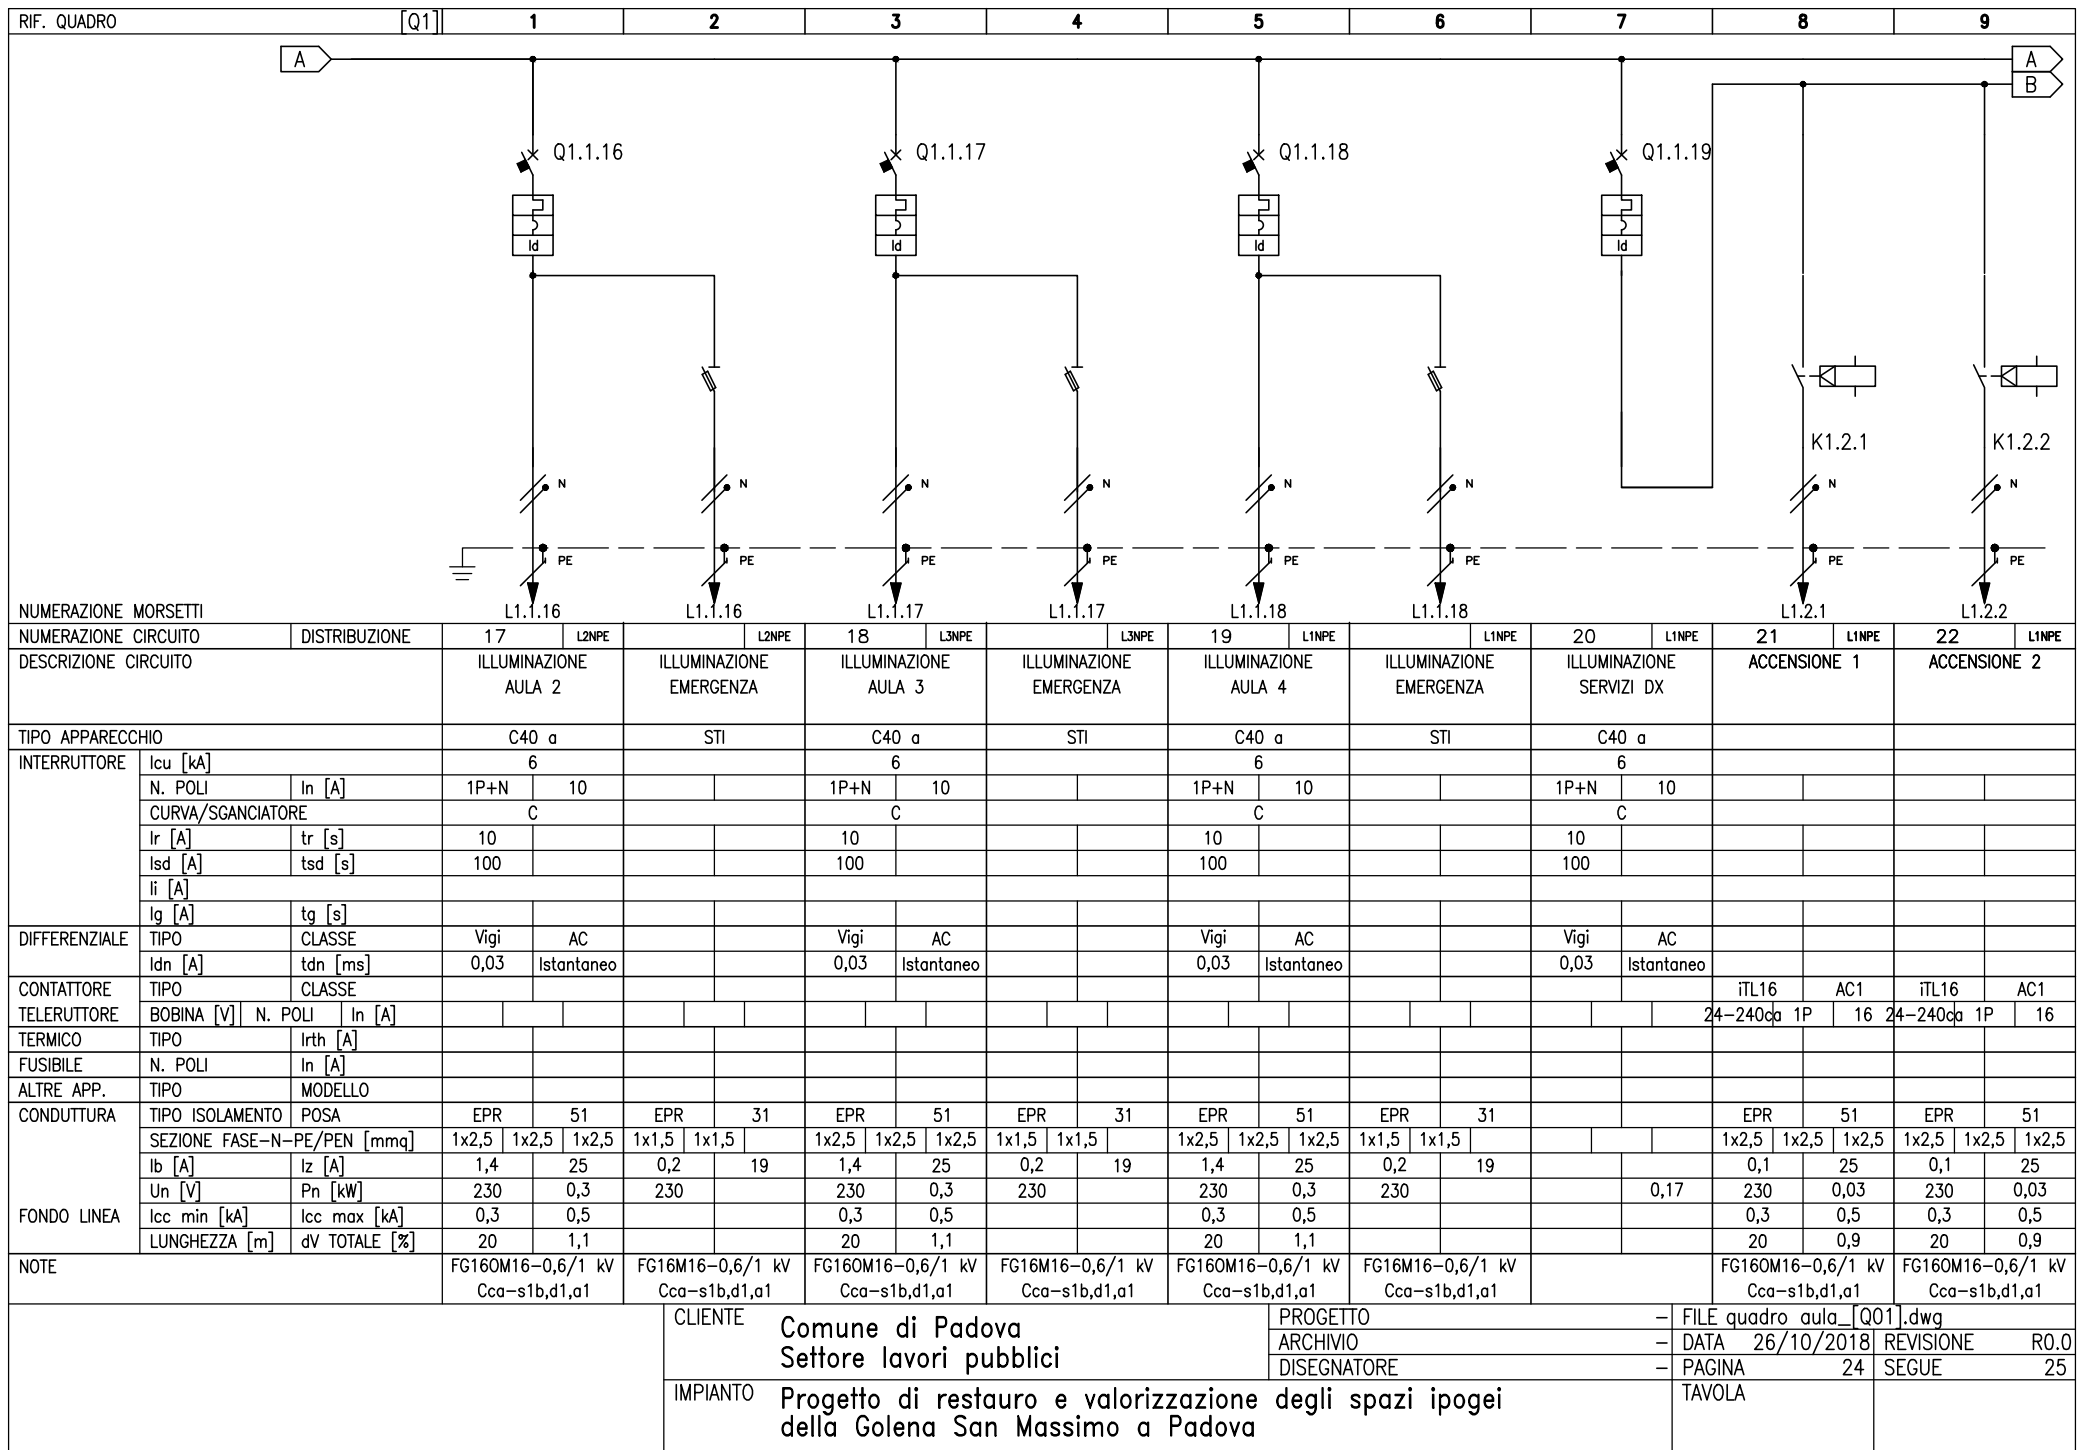 RIF. QUADRO [Q1] 1 2 3 4 5 6 7 8 9
A A
B
Q1.1.16 Q1.1.17 Q1.1.18 Q1.1.19
Id Id Id Id
K1.2.1 K1.2.2
N N N N N N N N
PE PE PE PE PE PE PE PE
NUMERAZIONE MORSETTI L1.1.16 L1.1.16 L1.1.17 L1.1.17 L1.1.18 L1.1.18 L1.2.1 L1.2.2
NUMERAZIONE CIRCUITO DISTRIBUZIONE 17 L2NPE L2NPE 18 L3NPE L3NPE 19 L1NPE L1NPE 20 L1NPE 21 L1NPE 22 L1NPE
DESCRIZIONE CIRCUITO ILLUMINAZIONE ILLUMINAZIONE ILLUMINAZIONE ILLUMINAZIONE ILLUMINAZIONE ILLUMINAZIONE ILLUMINAZIONE ACCENSIONE 1 ACCENSIONE 2
AULA 2 EMERGENZA AULA 3 EMERGENZA AULA 4 EMERGENZA SERVIZI DX
TIPO APPARECCHIO C40 a STI C40 a STI C40 a STI C40 a
INTERRUTTORE Icu [kA] 6 6 6 6
N. POLI In [A] 1P+N 10 1P+N 10 1P+N 10 1P+N 10
CURVA/SGANCIATORE C C C C
Ir [A] tr [s] 10 10 10 10
Isd [A] tsd [s] 100 100 100 100
Ii [A]
Ig [A] tg [s]
DIFFERENZIALE TIPO CLASSE Vigi AC Vigi AC Vigi AC Vigi AC
Idn [A] tdn [ms] 0,03 Istantaneo 0,03 Istantaneo 0,03 Istantaneo 0,03 Istantaneo
CONTATTORE TIPO CLASSE iTL16 AC1 iTL16 AC1
TELERUTTORE BOBINA [V] N. POLI In [A] 24-240ca 1P 16 24-240ca 1P 16
TERMICO TIPO Irth [A]
FUSIBILE N. POLI In [A]
ALTRE APP. TIPO MODELLO
CONDUTTURA TIPO ISOLAMENTO POSA EPR 51 EPR 31 EPR 51 EPR 31 EPR 51 EPR 31 EPR 51 EPR 51
SEZIONE FASE-N-PE/PEN [mmq] 1x2,5 1x2,5 1x2,5 1x1,5 1x1,5 1x2,5 1x2,5 1x2,5 1x1,5 1x1,5 1x2,5 1x2,5 1x2,5 1x1,5 1x1,5 1x2,5 1x2,5 1x2,5 1x2,5 1x2,5 1x2,5
Ib [A] Iz [A] 1,4 25 0,2 19 1,4 25 0,2 19 1,4 25 0,2 19 0,1 25 0,1 25
Un [V] Pn [kW] 230 0,3 230 230 0,3 230 230 0,3 230 0,17 230 0,03 230 0,03
FONDO LINEA Icc min [kA] Icc max [kA] 0,3 0,5 0,3 0,5 0,3 0,5 0,3 0,5 0,3 0,5
LUNGHEZZA [m] dV TOTALE [%] 20 1,1 20 1,1 20 1,1 20 0,9 20 0,9
NOTE FG16OM16-0,6/1 kV FG16M16-0,6/1 kV FG16OM16-0,6/1 kV FG16M16-0,6/1 kV FG16OM16-0,6/1 kV FG16M16-0,6/1 kV FG16OM16-0,6/1 kV FG16OM16-0,6/1 kV
Cca-s1b,d1,a1 Cca-s1b,d1,a1 Cca-s1b,d1,a1 Cca-s1b,d1,a1 Cca-s1b,d1,a1 Cca-s1b,d1,a1 Cca-s1b,d1,a1 Cca-s1b,d1,a1
CLIENTE Comune di Padova
Settore lavori pubblici
PROGETTO - FILE quadro aula_[Q01].dwg
ARCHIVIO - DATA 26/10/2018 REVISIONE R0.0
DISEGNATORE - PAGINA 24 SEGUE 25
IMPIANTO Progetto di restauro e valorizzazione degli spazi ipogei
della Golena San Massimo a Padova
TAVOLA